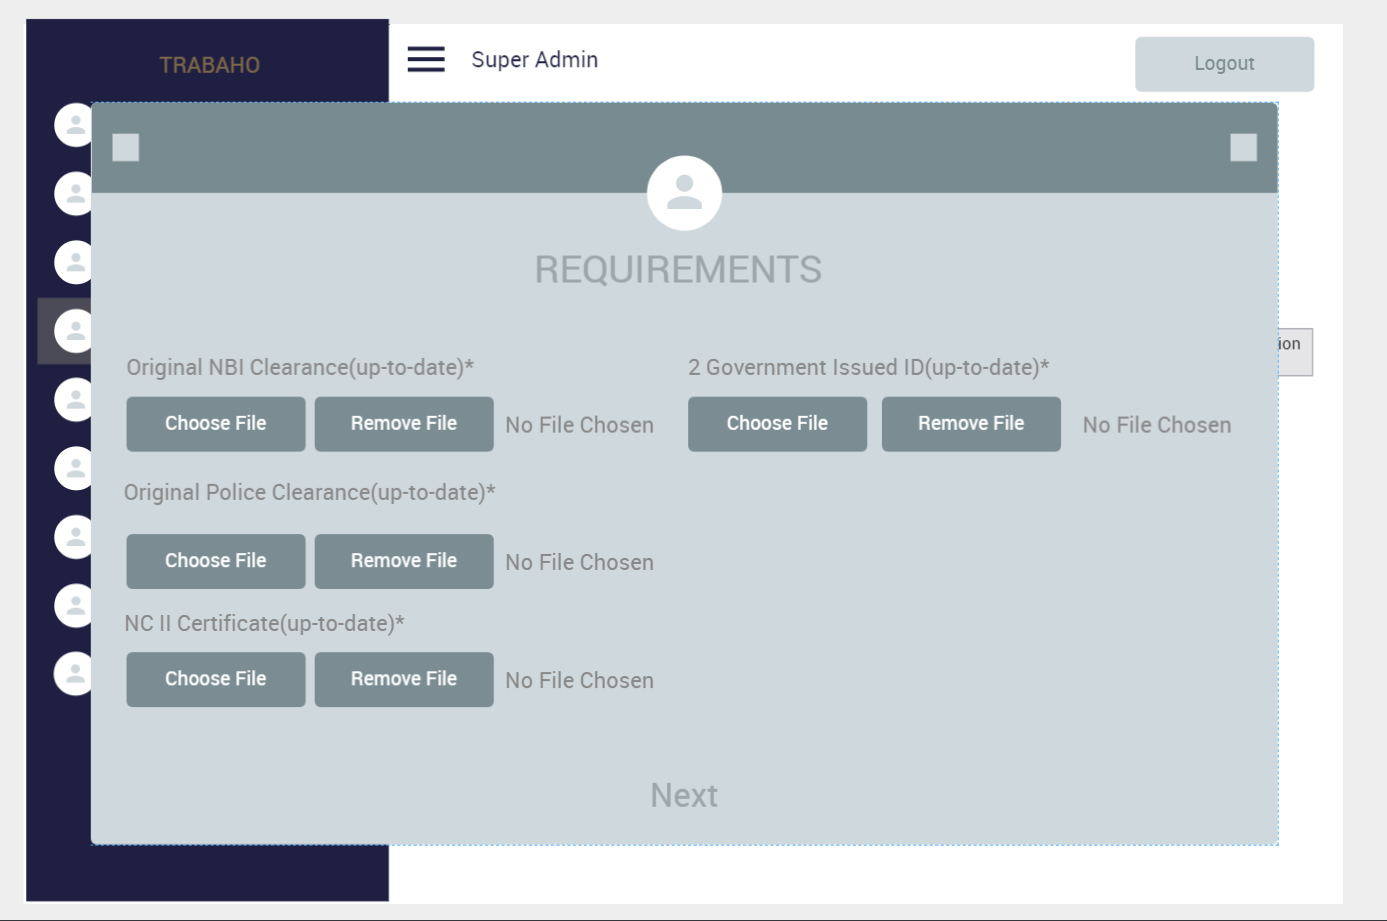 TRABAHO
Super Admin
Logout
REQUIREMENTS
ion
Original NBI Clearance(up-to-date)*
2 Government Issued ID(up-to-date)*
Choose File Remove File No File Chosen
Choose File Remove File No File Chosen
Original Police Clearance(up-to-date)*
Choose File Remove File No File Chosen
NC II Certificate(up-to-date)*
Choose File Remove File No File Chosen
Next